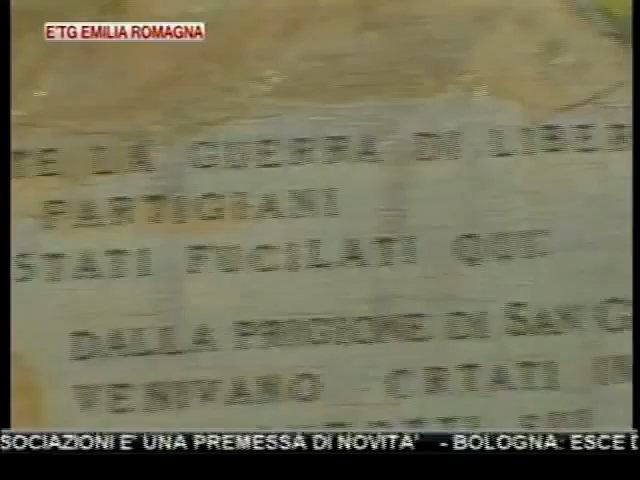 E'TG EMILIA ROMAGNA
LA GUERRA DI LIBER
PARTIGIANI
STATI FUCILATI QUI
DALLA PRIGIONE DI SAN G
VENIVANO
SOCIAZIONI E' UNA PREMESSA DI NOVITA' - BOLOGNA: ESCE D